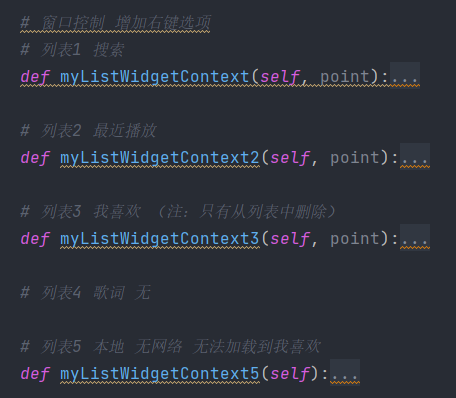 # 窗口控制 增加右键选项
# 列表1 搜索
def myListWidgetContext(self, point):...
# 列表2 最近播放
def myListWidgetContext2(self, point):...
# 列表3 我喜欢 （注：只有从列表中删除）
def myListWidgetContext3(self, point):...
# 列表4 歌词 无
# 列表5 本地 无网络 无法加载到我喜欢
def myListWidgetContext5(self):...